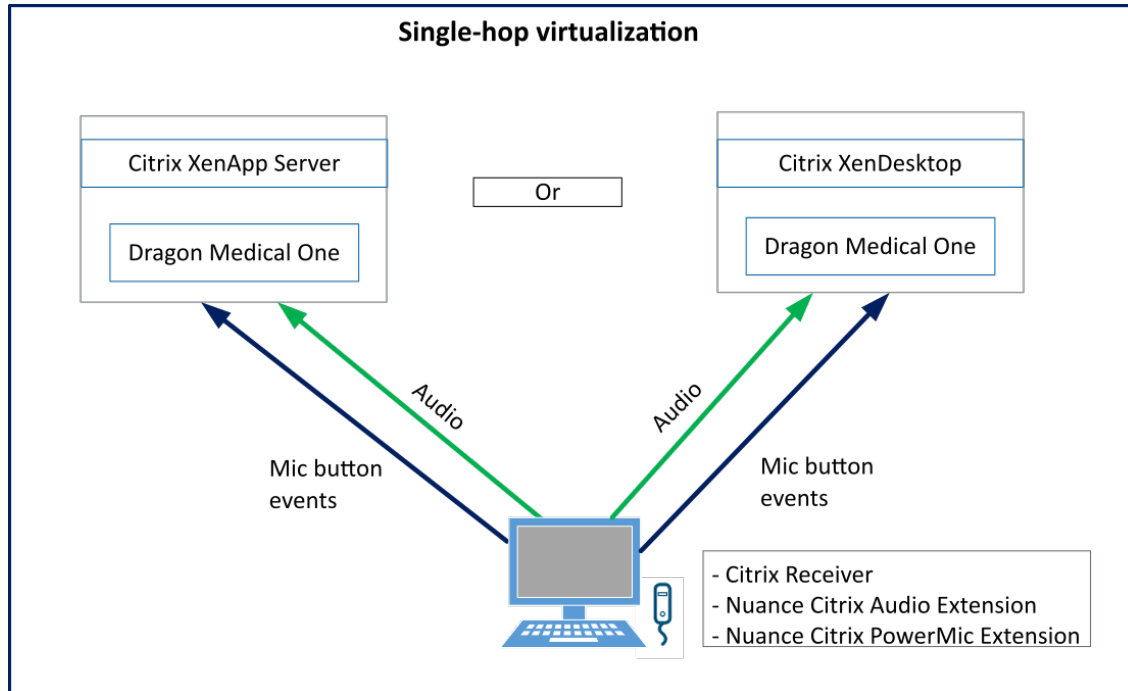 Single-hop virtualization
Citrix XenApp Server
Dragon Medical One
Or
Citrix XenDesktop
Dragon Medical One
Audio
Audio
Mic button
events
Mic button
events
- Citrix Receiver
- Nuance Citrix Audio Extension
- Nuance Citrix PowerMic Extension